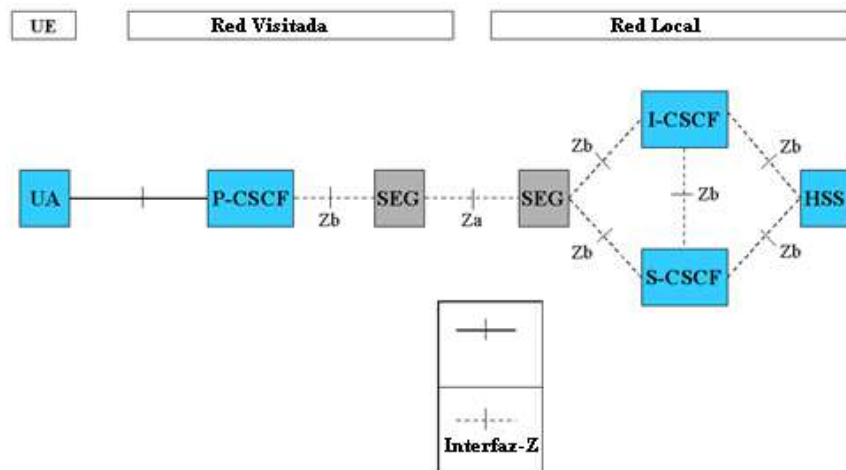 UE
Red Visitada
Red Local
I-CSCF
Zb
Zb
UA
P-CSCF
SEG
SEG
Zb
HSS
Zb
Za
Zb
Zb
S-CSCF
Interfaz-Z